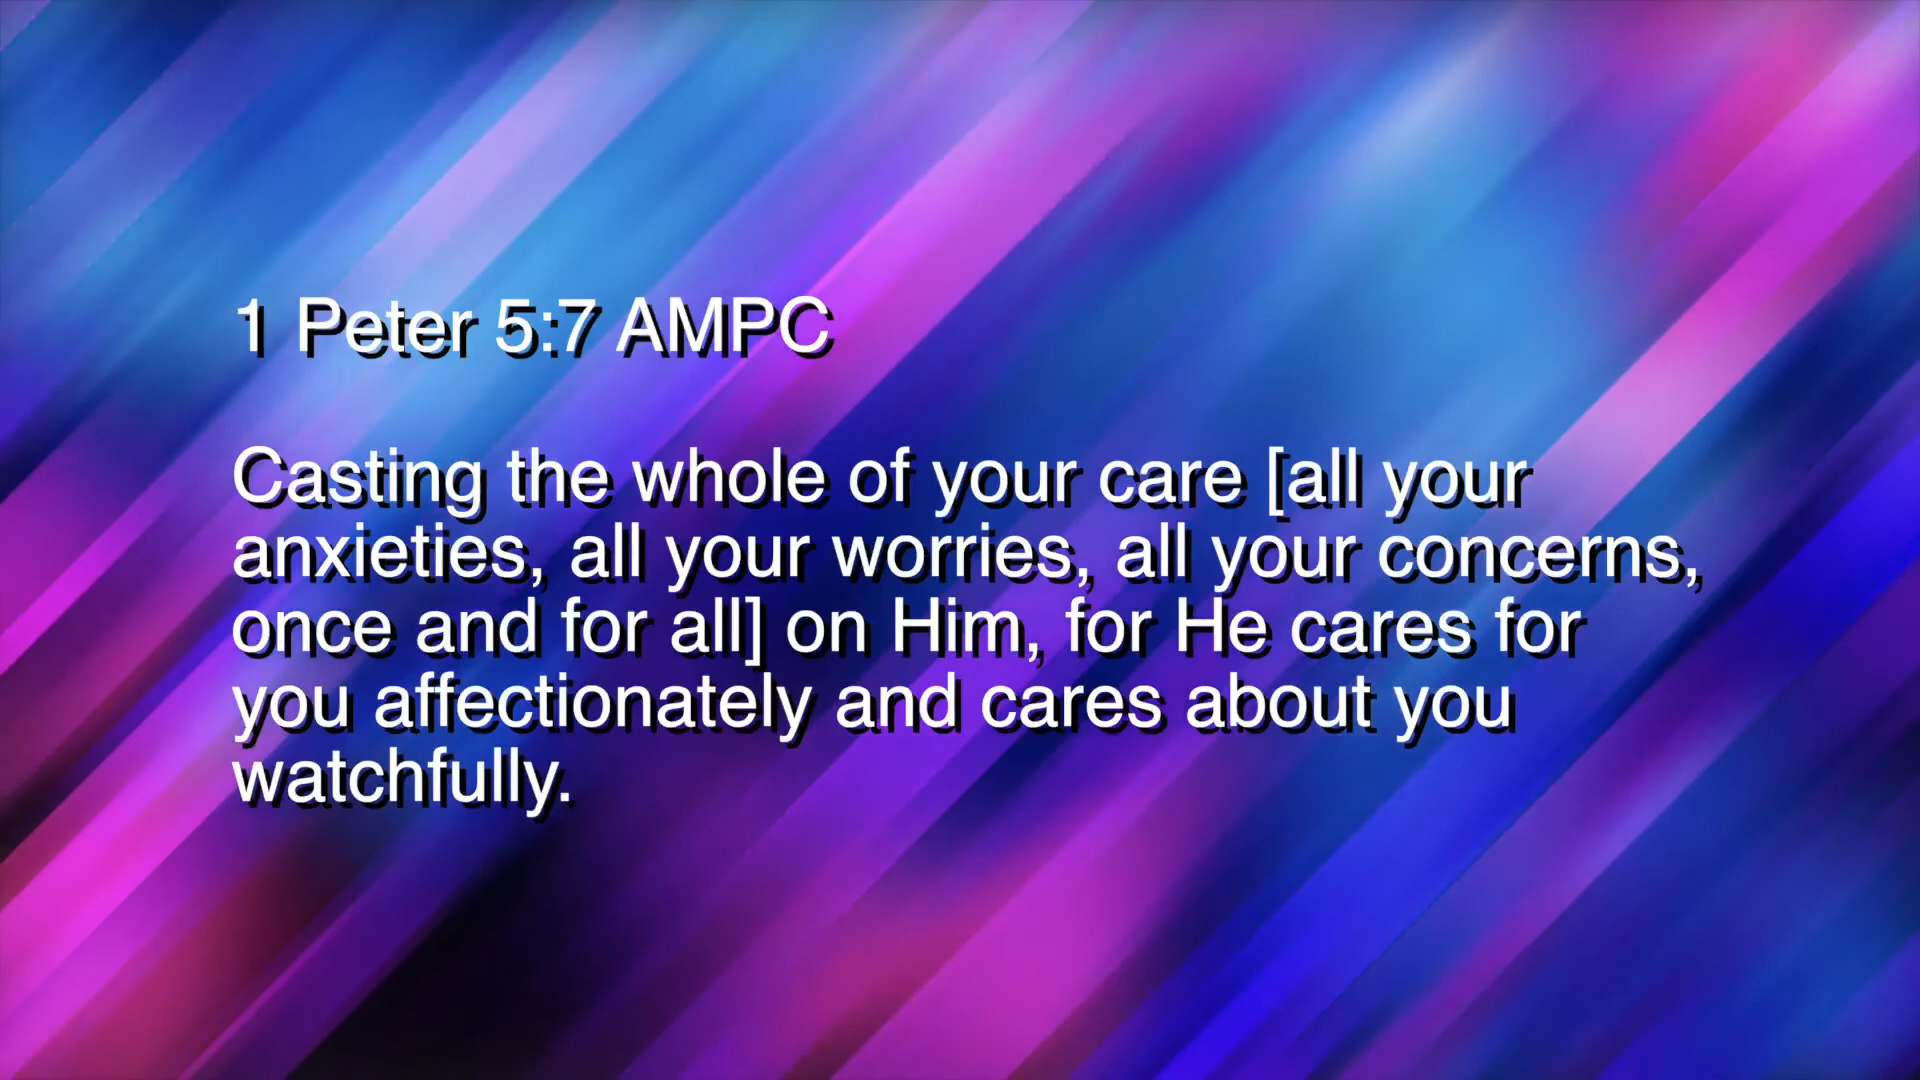 1 Peter 5:7 AMPC
Casting the whole of your care [all your
anxieties, all your worries, all your concerns,
once and for all] on Him, for He cares for
you affectionately and cares about you
watchfully.